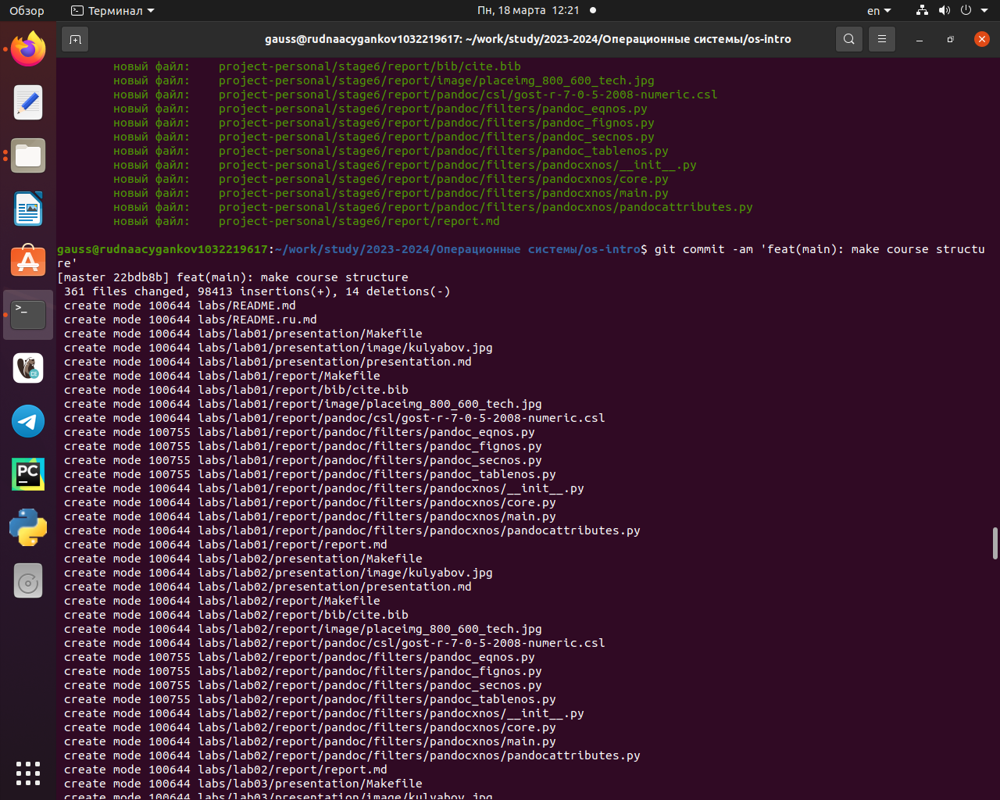 Обзор Терминал Пн, 18 марта 12:21 en
gauss@rudnaacygankov1032219617: ~/work/study/2023-2024/Операционные системы/os-intro
новый файл: project-personal/stage6/report/bib/cite.bib
новый файл: project-personal/stage6/report/image/placeimg_800_600_tech.jpg
новый файл: project-personal/stage6/report/pandoc/csl/gost-r-7-0-5-2008-numeric.csl
новый файл: project-personal/stage6/report/pandoc/filters/pandoc_eqnos.py
новый файл: project-personal/stage6/report/pandoc/filters/pandoc_fignos.py
новый файл: project-personal/stage6/report/pandoc/filters/pandoc_secnos.py
новый файл: project-personal/stage6/report/pandoc/filters/pandoc_tablenos.py
новый файл: project-personal/stage6/report/pandoc/filters/pandocxnos/__init__.py
новый файл: project-personal/stage6/report/pandoc/filters/pandocxnos/core.py
новый файл: project-personal/stage6/report/pandoc/filters/pandocxnos/main.py
новый файл: project-personal/stage6/report/pandoc/filters/pandocxnos/pandocattributes.py
новый файл: project-personal/stage6/report/report.md
gauss@rudnaacygankov1032219617:~/work/study/2023-2024/Операционные системы/os-intro$ git commit -am 'feat(main): make course structu
re'
[master 22bdb8b] feat(main): make course structure
361 files changed, 98413 insertions(+), 14 deletions(-)
create mode 100644 labs/README.md
create mode 100644 labs/README.ru.md
create mode 100644 labs/lab01/presentation/Makefile
create mode 100644 labs/lab01/presentation/image/kulyabov.jpg
create mode 100644 labs/lab01/presentation/presentation.md
create mode 100644 labs/lab01/report/Makefile
create mode 100644 labs/lab01/report/bib/cite.bib
create mode 100644 labs/lab01/report/image/placeimg_800_600_tech.jpg
create mode 100644 labs/lab01/report/pandoc/csl/gost-r-7-0-5-2008-numeric.csl
create mode 100755 labs/lab01/report/pandoc/filters/pandoc_eqnos.py
create mode 100755 labs/lab01/report/pandoc/filters/pandoc_fignos.py
create mode 100755 labs/lab01/report/pandoc/filters/pandoc_secnos.py
create mode 100755 labs/lab01/report/pandoc/filters/pandoc_tablenos.py
create mode 100644 labs/lab01/report/pandoc/filters/pandocxnos/__init__.py
create mode 100644 labs/lab01/report/pandoc/filters/pandocxnos/core.py
create mode 100644 labs/lab01/report/pandoc/filters/pandocxnos/main.py
create mode 100644 labs/lab01/report/pandoc/filters/pandocxnos/pandocattributes.py
create mode 100644 labs/lab01/report/report.md
create mode 100644 labs/lab02/presentation/Makefile
create mode 100644 labs/lab02/presentation/image/kulyabov.jpg
create mode 100644 labs/lab02/presentation/presentation.md
create mode 100644 labs/lab02/report/Makefile
create mode 100644 labs/lab02/report/bib/cite.bib
create mode 100644 labs/lab02/report/image/placeimg_800_600_tech.jpg
create mode 100644 labs/lab02/report/pandoc/csl/gost-r-7-0-5-2008-numeric.csl
create mode 100755 labs/lab02/report/pandoc/filters/pandoc_eqnos.py
create mode 100755 labs/lab02/report/pandoc/filters/pandoc_fignos.py
create mode 100755 labs/lab02/report/pandoc/filters/pandoc_secnos.py
create mode 100755 labs/lab02/report/pandoc/filters/pandoc_tablenos.py
create mode 100644 labs/lab02/report/pandoc/filters/pandocxnos/__init__.py
create mode 100644 labs/lab02/report/pandoc/filters/pandocxnos/core.py
create mode 100644 labs/lab02/report/pandoc/filters/pandocxnos/main.py
create mode 100644 labs/lab02/report/pandoc/filters/pandocxnos/pandocattributes.py
create mode 100644 labs/lab02/report/report.md
create mode 100644 labs/lab03/presentation/Makefile
create mode 100644 labs/lab03/presentation/image/kulyabov.jpg